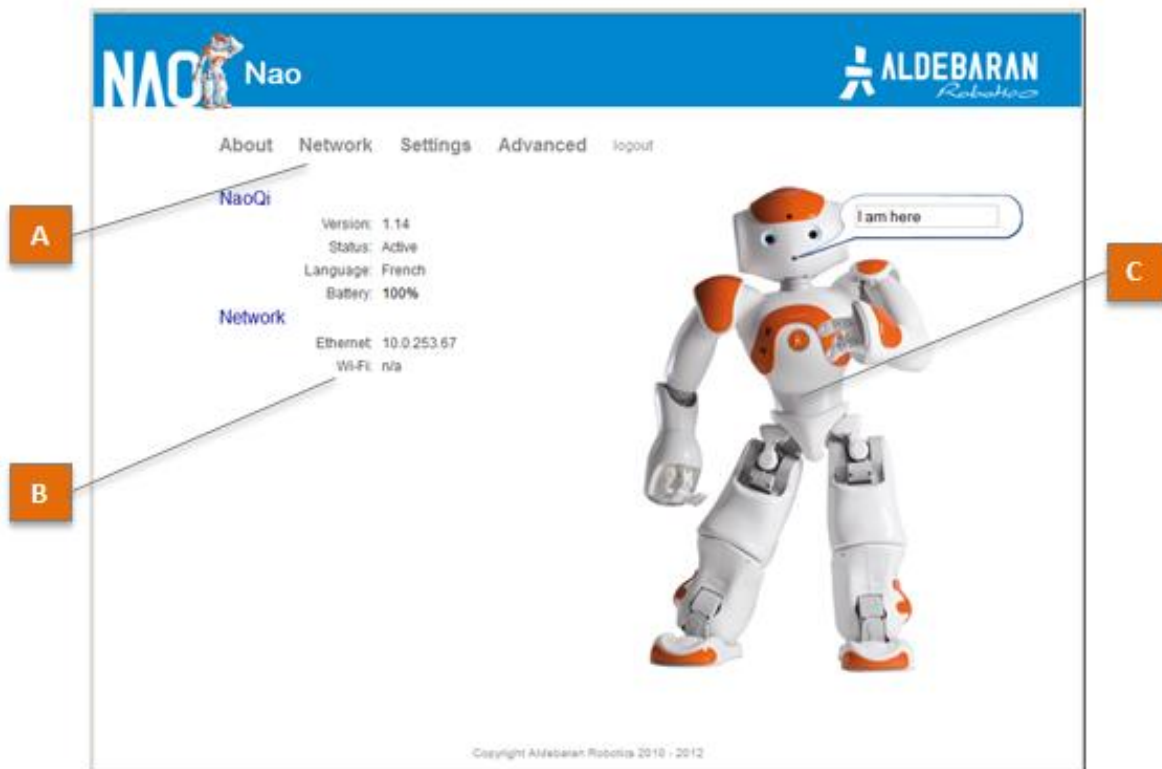 NAO Nao
ALDEBARAN
Robotics
About Network Settings Advanced logout
NaoQi
Version: 1.14
Status: Active
Language: French
Battery: 100%
Network
Ethernet: 10.0.253.67
Wi-Fi: n/a
I am here
A
B
C
Copyright Aldebaran Robotics 2010 - 2012